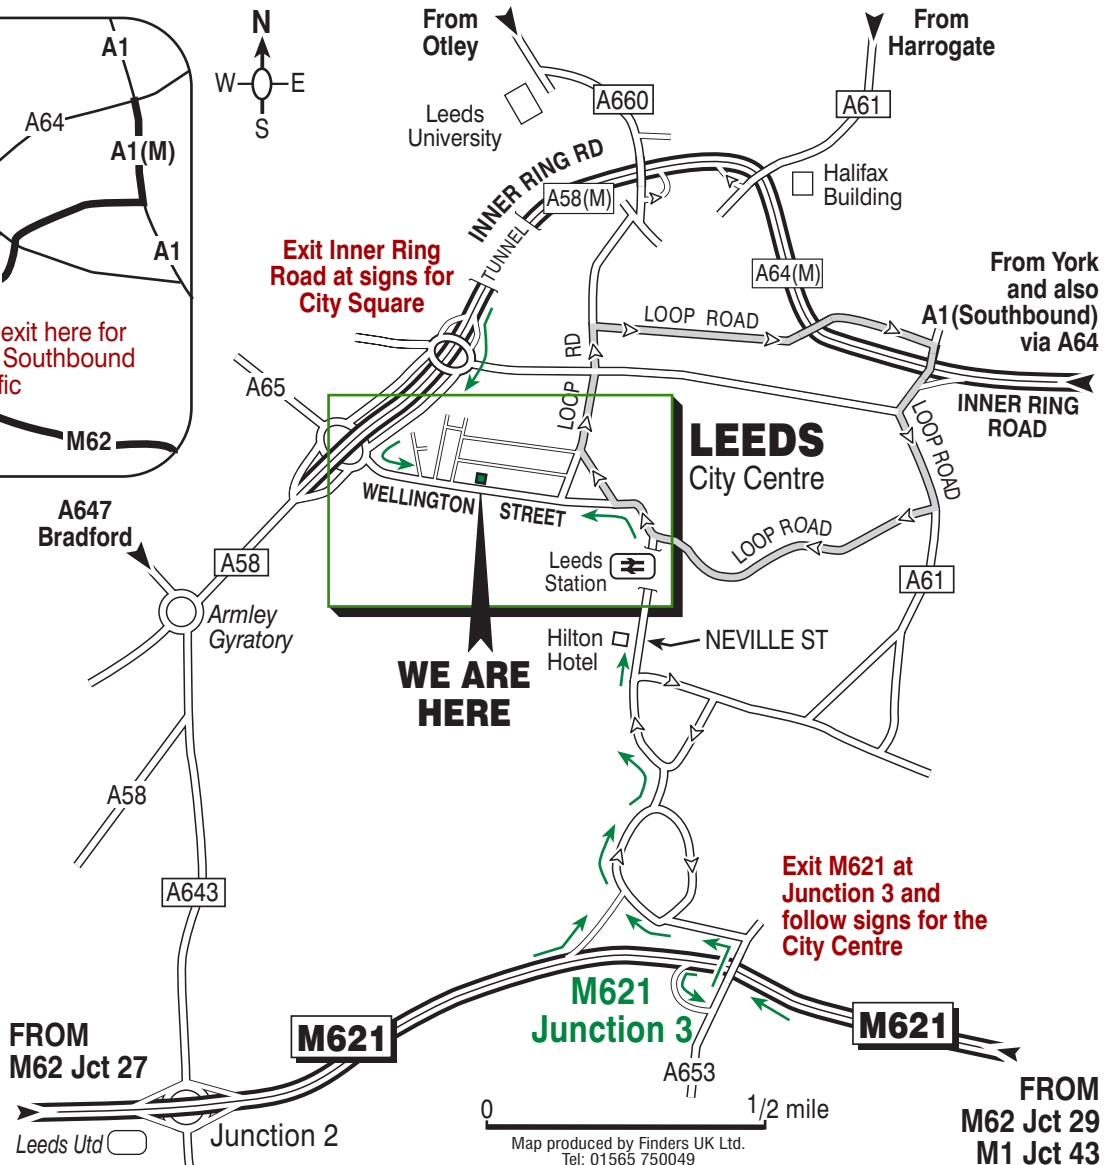 A1
A64
A1(M)
A1
exit here for
Southbound
fic
M62
N
W
E
S
From
Otley
From
Harrogate
Leeds
University
A660
A61
INNER RING RD
A58(M)
Halifax
Building
TUNNEL
Exit Inner Ring
Road at signs for
City Square
A64(M)
From York
and also
A1(Southbound)
via A64
LOOP ROAD
LOOP RD
A65
INNER RING
ROAD
LOOP ROAD
LEEDS
City Centre
WELLINGTON STREET
A647
Bradford
LOOP ROAD
A58
Leeds
Station
A61
Armley
Gyratory
Hilton
Hotel
NEVILLE ST
WE ARE
HERE
A58
A643
Exit M621 at
Junction 3 and
follow signs for the
City Centre
M621
Junction 3
M621
M621
FROM
M62 Jct 27
A653
FROM
M62 Jct 29
M1 Jct 43
0
1/2 mile
Leeds Utd
Junction 2
Map produced by Finders UK Ltd.
Tel: 01565 750049